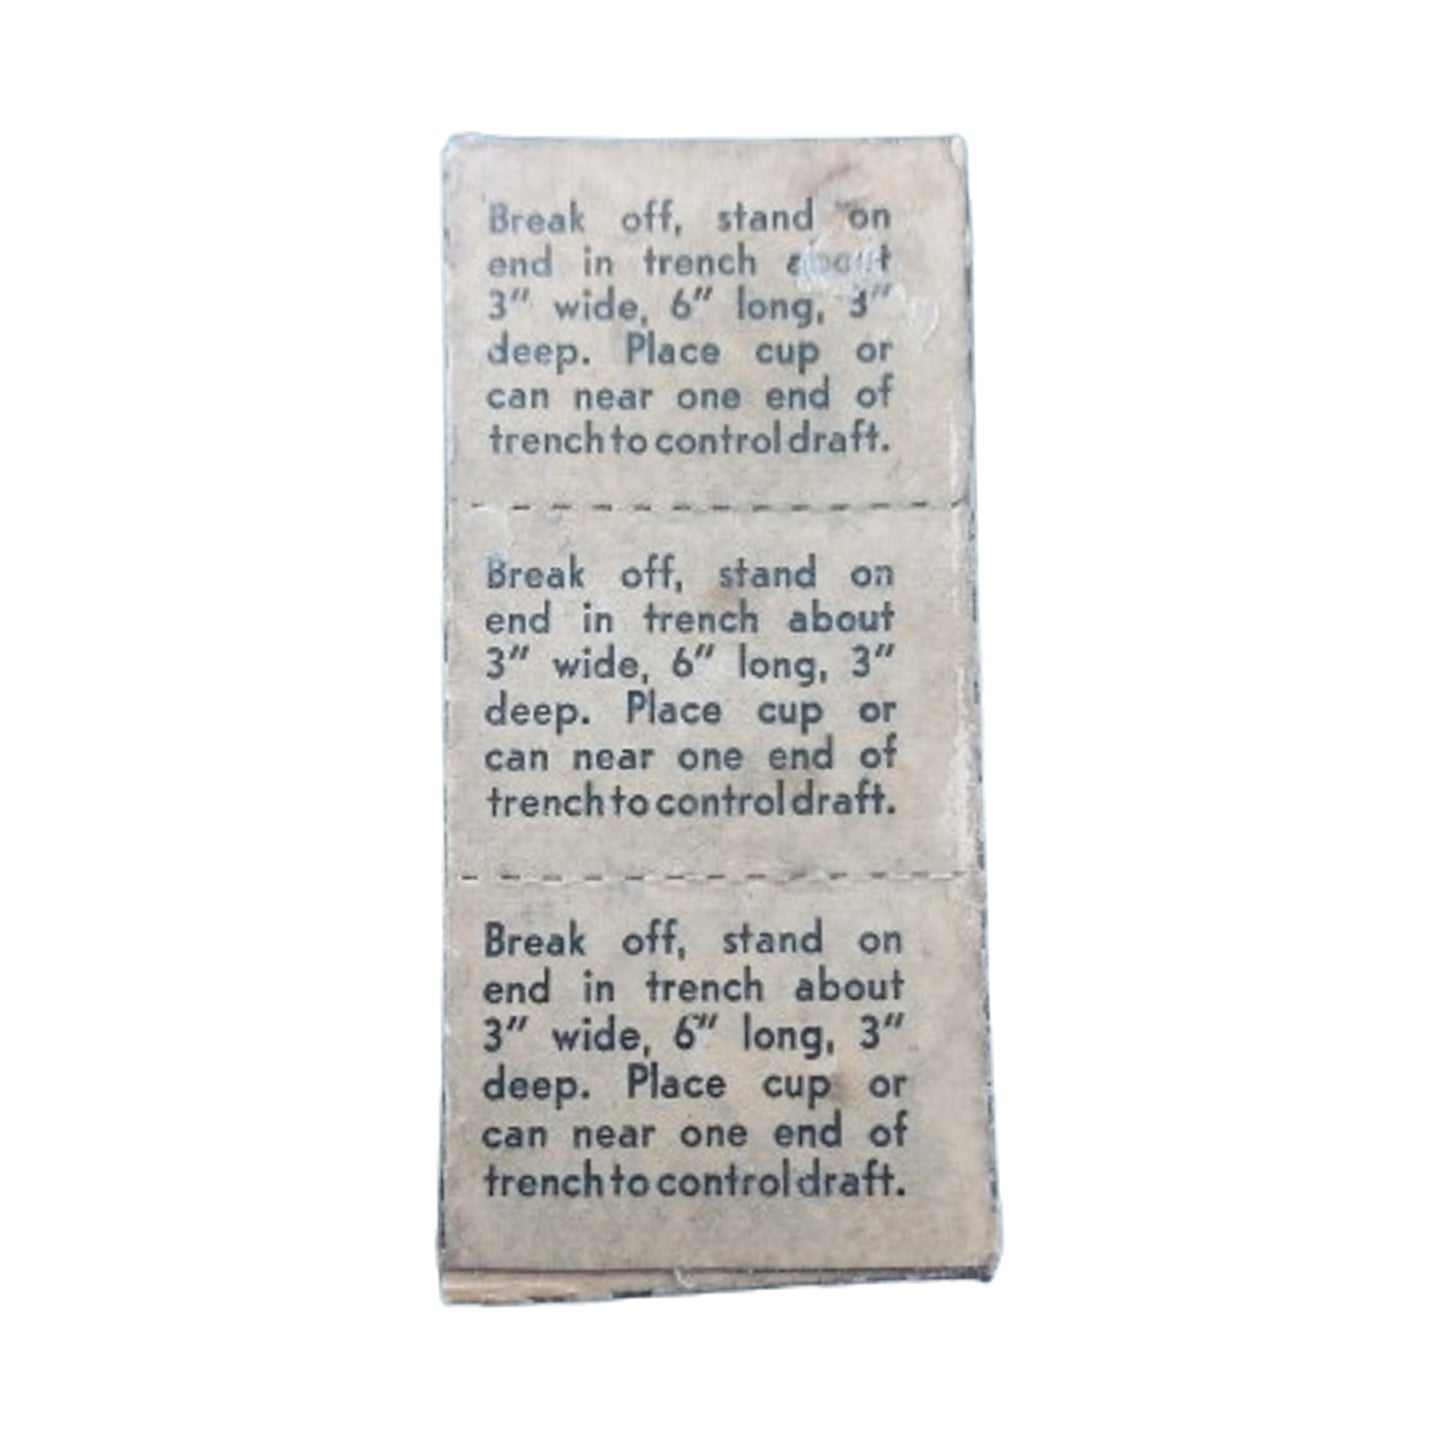 Break off, stand on
end in trench about
3" wide, 6" long, 3"
deep. Place cup or
can near one end of
trench to control draft.
Break off, stand on
end in trench about
3" wide, 6" long, 3"
deep. Place cup or
can near one end of
trench to control draft.
Break off, stand on
end in trench about
3" wide, 6" long, 3"
deep. Place cup or
can near one end of
trench to control draft.